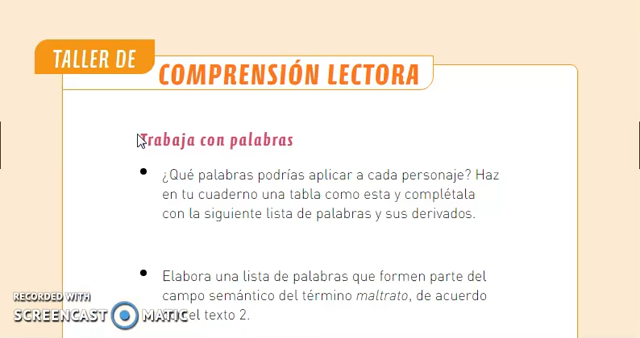 TALLER DE
COMPRENSIÓN LECTORA
Trabaja con palabras
• ¿Qué palabras podrías aplicar a cada personaje? Haz
en tu cuaderno una tabla como esta y complétala
con la siguiente lista de palabras y sus derivados.
• Elabora una lista de palabras que formen parte del
campo semántico del término maltrato, de acuerdo
el texto 2.
RECORDED WITH
SCREENCAST MATIC